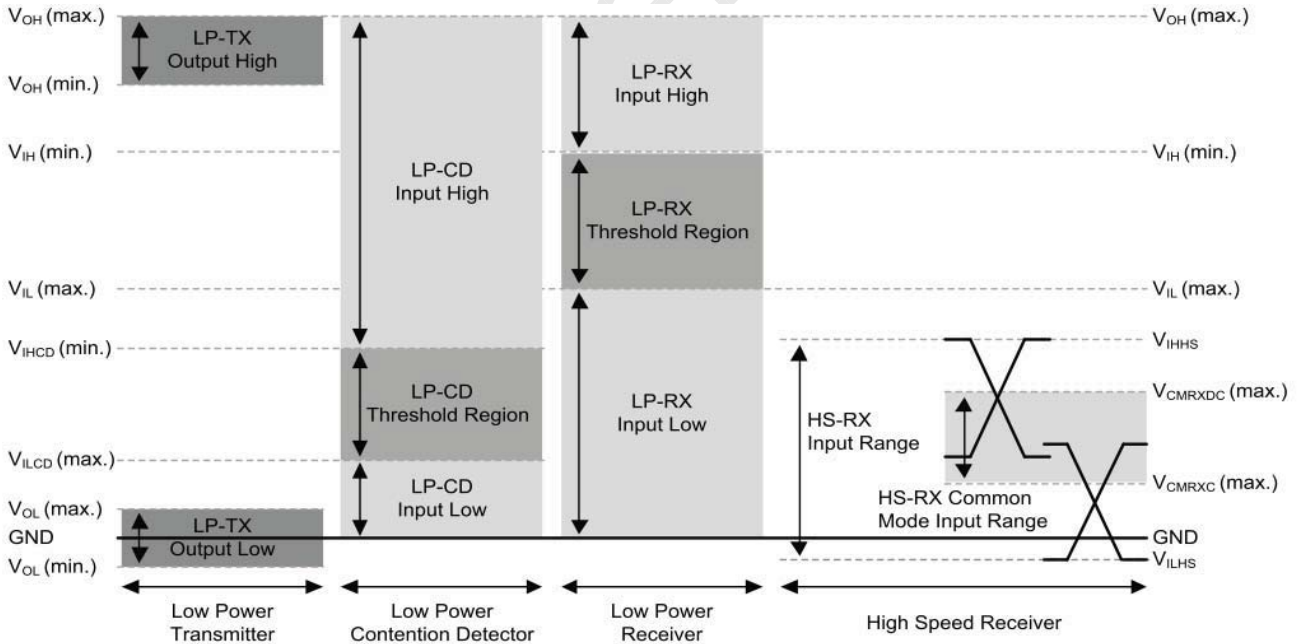 VOH (max.)
LP-TX
Output High
VOH (min.)
VIH (min.)
VIL (max.)
VIHCD (min.)
VILCD (max.)
VOL (max.)
GND
VOL (min.)
LP-TX
Output Low
LP-CD
Input High
LP-CD
Threshold Region
LP-CD
Input Low
LP-RX
Input High
LP-RX
Threshold Region
LP-RX
Input Low
HS-RX
Input Range
HS-RX Common
Mode Input Range
VOH (max.)
VIH (min.)
VIL (max.)
VIHHS
VCMRXDC (max.)
VCMRXC (max.)
GND
VILHS
Low Power
Transmitter
Low Power
Contention Detector
Low Power
Receiver
High Speed Receiver